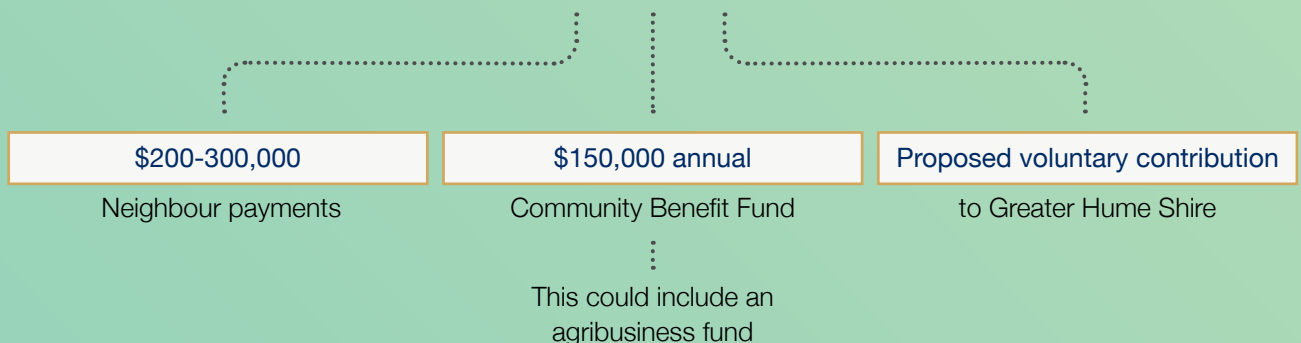 $200-300,000
Neighbour payments
$150,000 annual
Community Benefit Fund
This could include an
agribusiness fund
Proposed voluntary contribution
to Greater Hume Shire